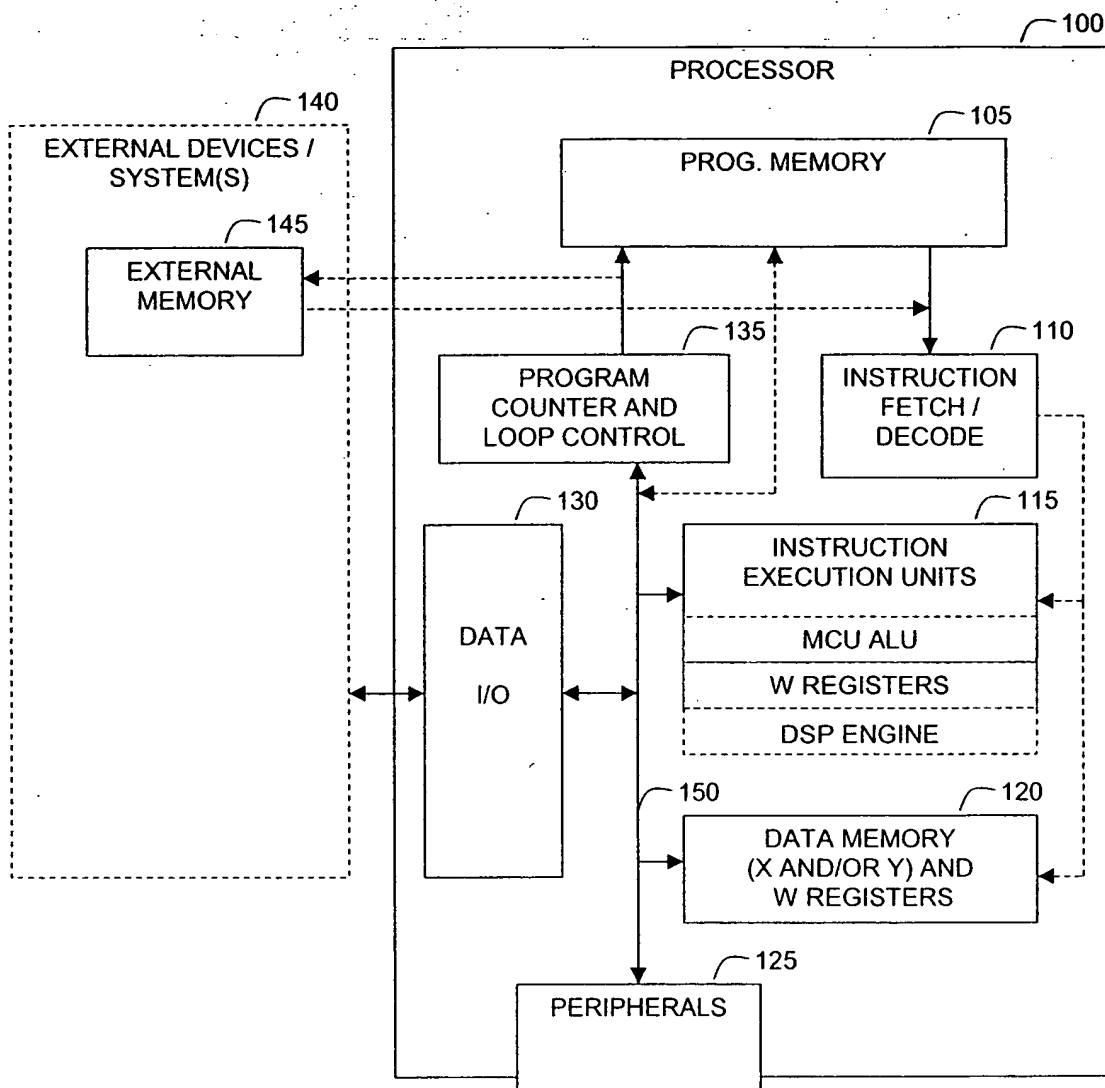 100
PROCESSOR
140
EXTERNAL DEVICES /
SYSTEM(S)
105
PROG. MEMORY
145
EXTERNAL
MEMORY
135
PROGRAM
COUNTER AND
LOOP CONTROL
110
INSTRUCTION
FETCH /
DECODE
130
DATA
I/O
115
INSTRUCTION
EXECUTION UNITS
MCU ALU
W REGISTERS
DSP ENGINE
150
120
DATA MEMORY
(X AND/OR Y) AND
W REGISTERS
125
PERIPHERALS